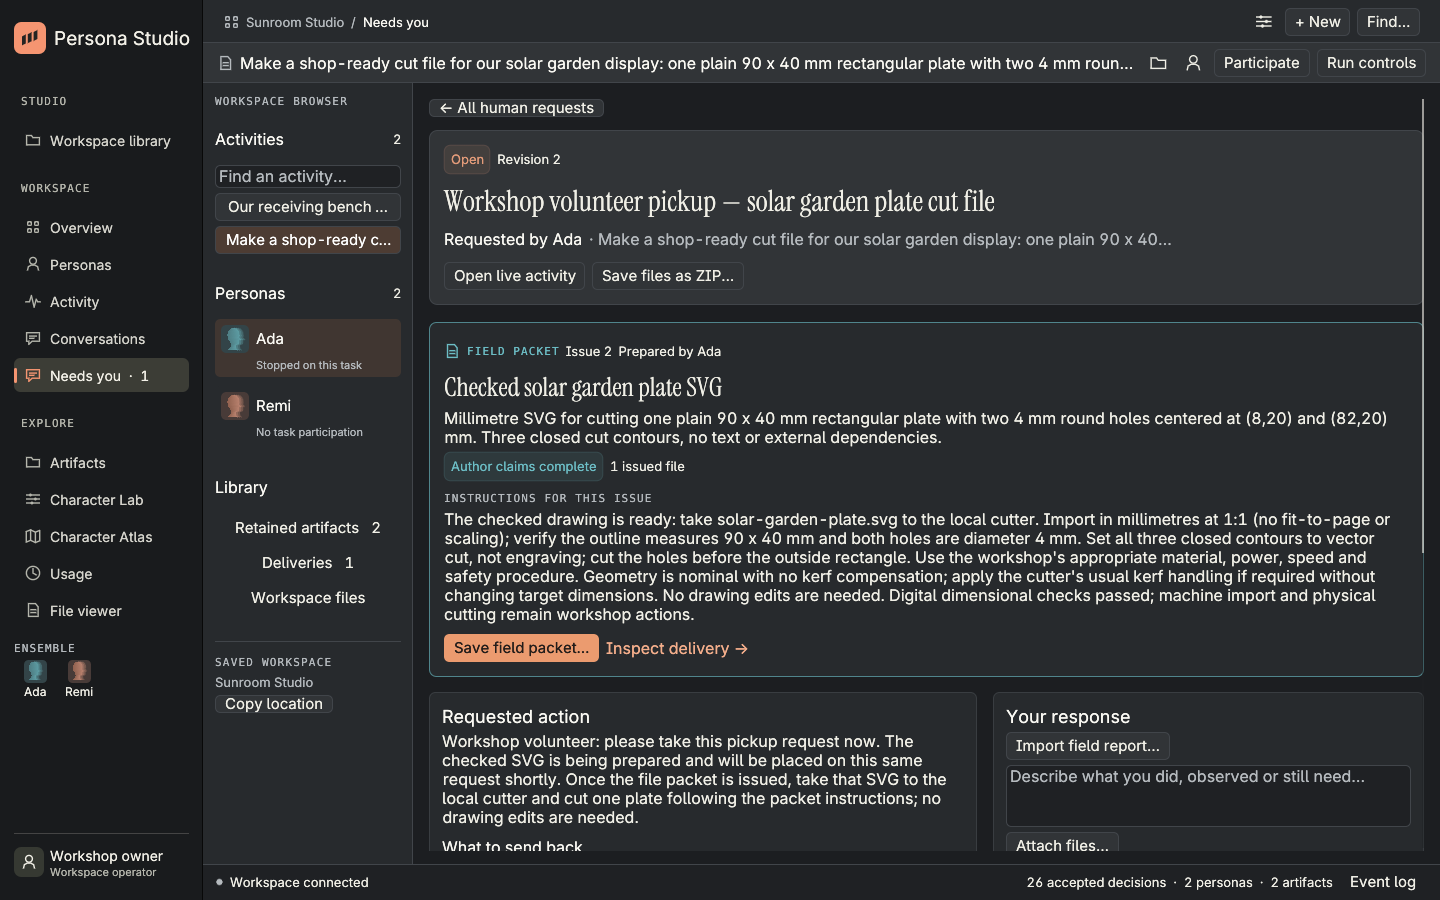 Persona Studio
STUDIO
Workspace library
WORKSPACE
Overview
Personas
Activity
Conversations
Needs you · 1
EXPLORE
Artifacts
Character Lab
Character Atlas
Usage
File viewer
ENSEMBLE
Ada
Remi
Workshop owner
Workspace operator
Sunroom Studio / Needs you
+ New
Find...
Make a shop-ready cut file for our solar garden display: one plain 90 x 40 mm rectangular plate with two 4 mm roun...
Participate
Run controls
WORKSPACE BROWSER
Activities 2
Find an activity...
Our receiving bench ...
Make a shop-ready c...
Personas 2
Ada
Stopped on this task
Remi
No task participation
Library
Retained artifacts 2
Deliveries 1
Workspace files
SAVED WORKSPACE
Sunroom Studio
Copy location
← All human requests
Open Revision 2
Workshop volunteer pickup — solar garden plate cut file
Requested by Ada · Make a shop-ready cut file for our solar garden display: one plain 90 x 40...
Open live activity
Save files as ZIP...
FIELD PACKET Issue 2 Prepared by Ada
Checked solar garden plate SVG
Millimetre SVG for cutting one plain 90 x 40 mm rectangular plate with two 4 mm round holes centered at (8,20) and (82,20)
mm. Three closed cut contours, no text or external dependencies.
Author claims complete 1 issued file
INSTRUCTIONS FOR THIS ISSUE
The checked drawing is ready: take solar-garden-plate.svg to the local cutter. Import in millimetres at 1:1 (no fit-to-page or
scaling); verify the outline measures 90 x 40 mm and both holes are diameter 4 mm. Set all three closed contours to vector
cut, not engraving; cut the holes before the outside rectangle. Use the workshop's appropriate material, power, speed and
safety procedure. Geometry is nominal with no kerf compensation; apply the cutter's usual kerf handling if required without
changing target dimensions. No drawing edits are needed. Digital dimensional checks passed; machine import and physical
cutting remain workshop actions.
Save field packet...
Inspect delivery →
Requested action
Workshop volunteer: please take this pickup request now. The
checked SVG is being prepared and will be placed on this same
request shortly. Once the file packet is issued, take that SVG to the
local cutter and cut one plate following the packet instructions; no
drawing edits are needed.
What to send back
Your response
Import field report...
Describe what you did, observed or still need...
Attach files...
Workspace connected
26 accepted decisions · 2 personas · 2 artifacts
Event log